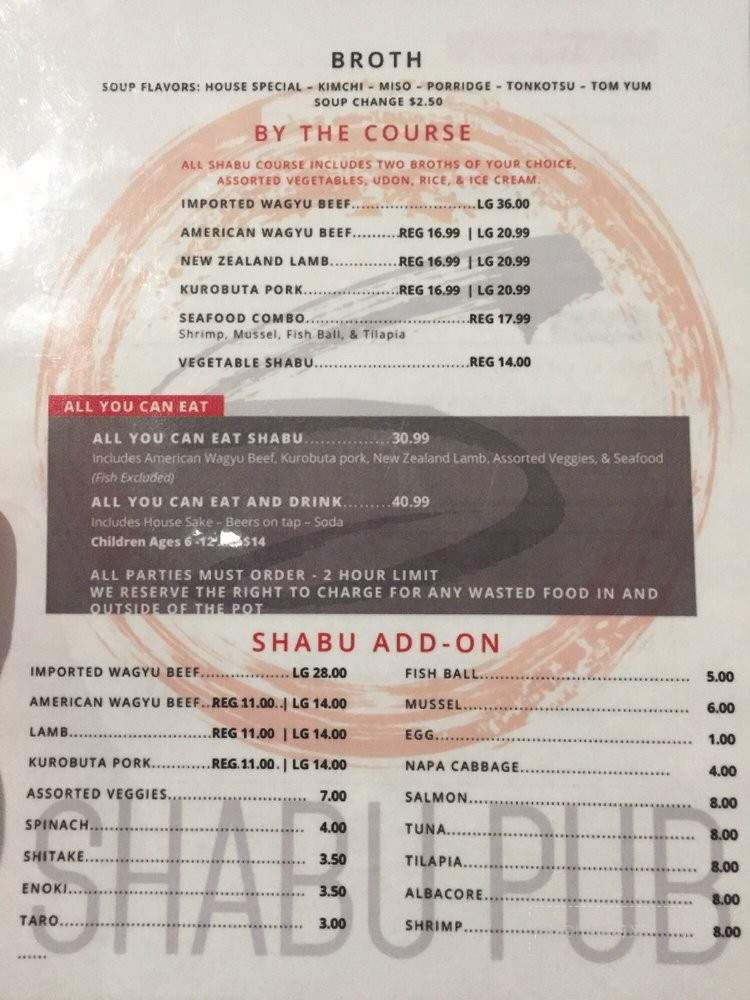 BROTH
SOUP FLAVORS: HOUSE SPECIAL – KIMCHI – MISO – PORRIDGE – TONKOTSU – TOM YUM
SOUP CHANGE $2.50
BY THE COURSE
ALL SHABU COURSE INCLUDES TWO BROTHS OF YOUR CHOICE,
ASSORTED VEGETABLES, UDON, RICE, & ICE CREAM.
IMPORTED WAGYU BEEF.........................LG 36.00
AMERICAN WAGYU BEEF..........REG 16.99 | LG 20.99
NEW ZEALAND LAMB..............REG 16.99 | LG 20.99
KUROBUTA PORK....................REG 16.99 | LG 20.99
SEAFOOD COMBO.............................REG 17.99
Shrimp, Mussel, Fish Ball, & Tilapia
VEGETABLE SHABU...............................REG 14.00
ALL YOU CAN EAT
ALL YOU CAN EAT SHABU.................30.99
Includes American Wagyu Beef, Kurobuta pork, New Zealand Lamb, Assorted Veggies, & Seafood
(Fish Excluded)
ALL YOU CAN EAT AND DRINK.........40.99
Includes House Sake – Beers on tap – Soda
Children Ages 6 -12 $14
ALL PARTIES MUST ORDER - 2 HOUR LIMIT
WE RESERVE THE RIGHT TO CHARGE FOR ANY WASTED FOOD IN AND
OUTSIDE OF THE POT
SHABU ADD-ON
IMPORTED WAGYU BEEF.................. LG 28.00
AMERICAN WAGYU BEEF..REG 11.00..| LG 14.00
LAMB.............................REG 11.00 | LG 14.00
KUROBUTA PORK............REG 11.00 .| LG 14.00
ASSORTED VEGGIES............................ 7.00
SPINACH........................................... 4.00
SHITAKE............................................ 3.50
ENOKI............................................... 3.50
TARO................................................. 3.00
......
FISH BALL.......................................... 5.00
MUSSEL............................................. 6.00
EGG................................................... 1.00
NAPA CABBAGE.............................. 4.00
SALMON............................................ 8.00
TUNA................................................. 8.00
TILAPIA............................................. 8.00
ALBACORE......................................... 8.00
SHRIMP............................................. 8.00
SHABU PUB